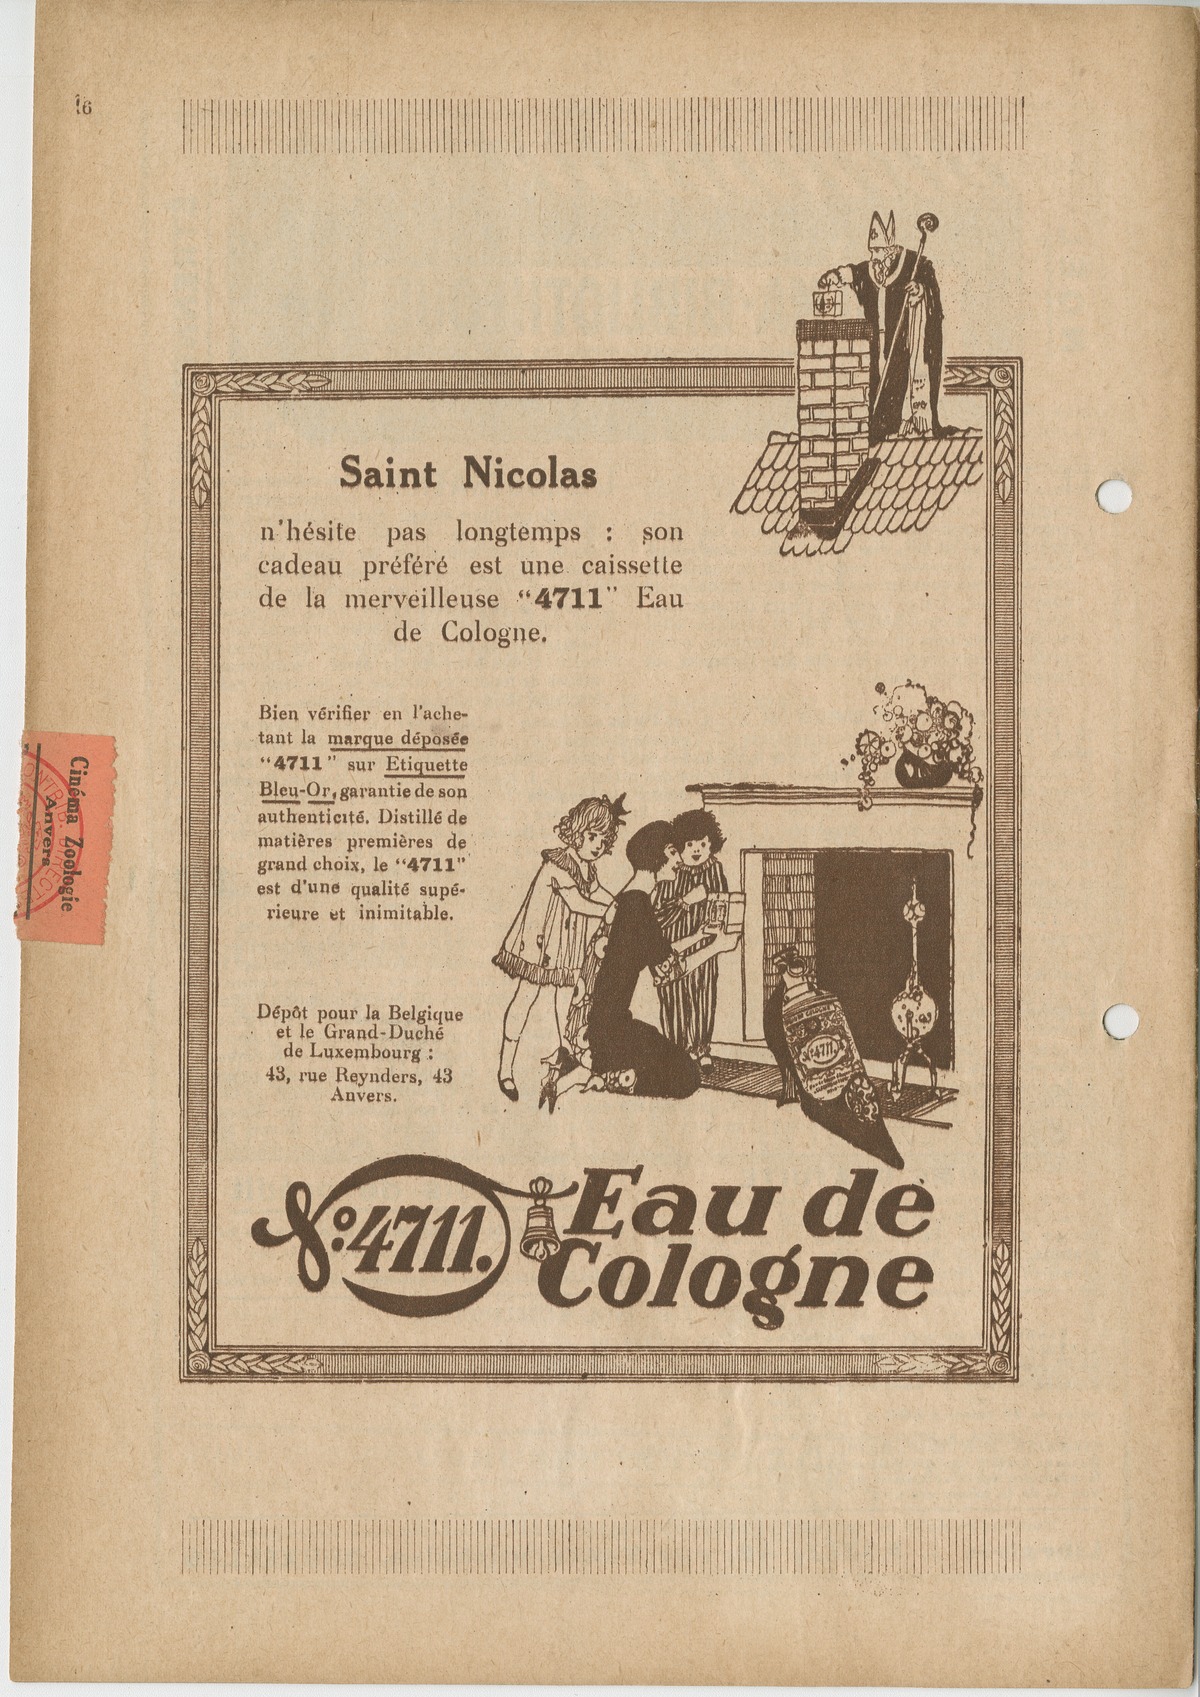 16
Saint Nicolas
n'hésite pas longtemps : son
cadeau préféré est une caissette
de la merveilleuse “4711” Eau
de Cologne.
Bien vérifier en l'ache-
tant la marque déposée
“4711” sur Etiquette
Bleu-Or, garantie de son
authenticité. Distillé de
matières premières de
grand choix, le “4711”
est d'une qualité supé-
rieure et inimitable.
Dépôt pour la Belgique
et le Grand-Duché
de Luxembourg :
43, rue Reynders, 43
Anvers.
Cinéma Zoologie
Anvers
Nº 4711
Nº:4711.
Eau de
Cologne